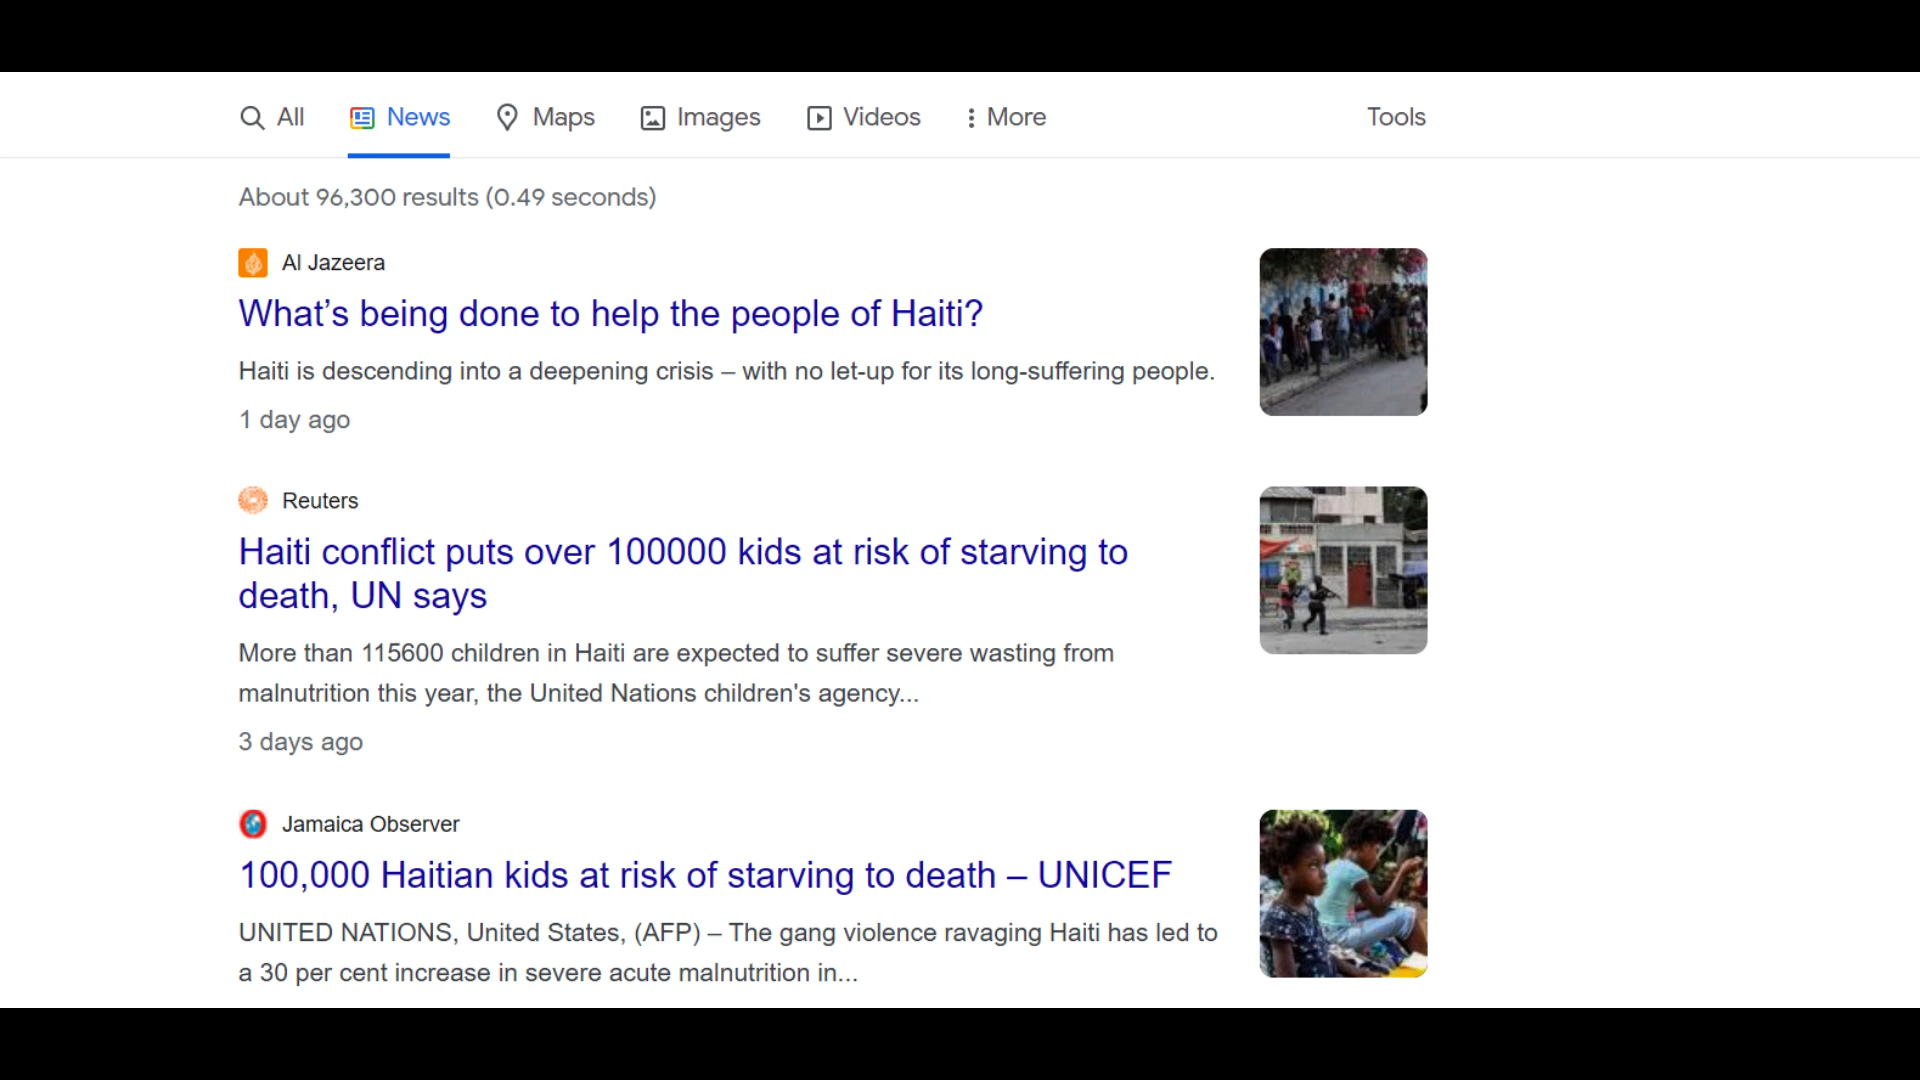 All News Maps Images Videos More Tools
About 96,300 results (0.49 seconds)
Al Jazeera
What’s being done to help the people of Haiti?
Haiti is descending into a deepening crisis – with no let-up for its long-suffering people.
1 day ago
Reuters
Haiti conflict puts over 100000 kids at risk of starving to
death, UN says
More than 115600 children in Haiti are expected to suffer severe wasting from
malnutrition this year, the United Nations children's agency...
3 days ago
Jamaica Observer
100,000 Haitian kids at risk of starving to death – UNICEF
UNITED NATIONS, United States, (AFP) – The gang violence ravaging Haiti has led to
a 30 per cent increase in severe acute malnutrition in...